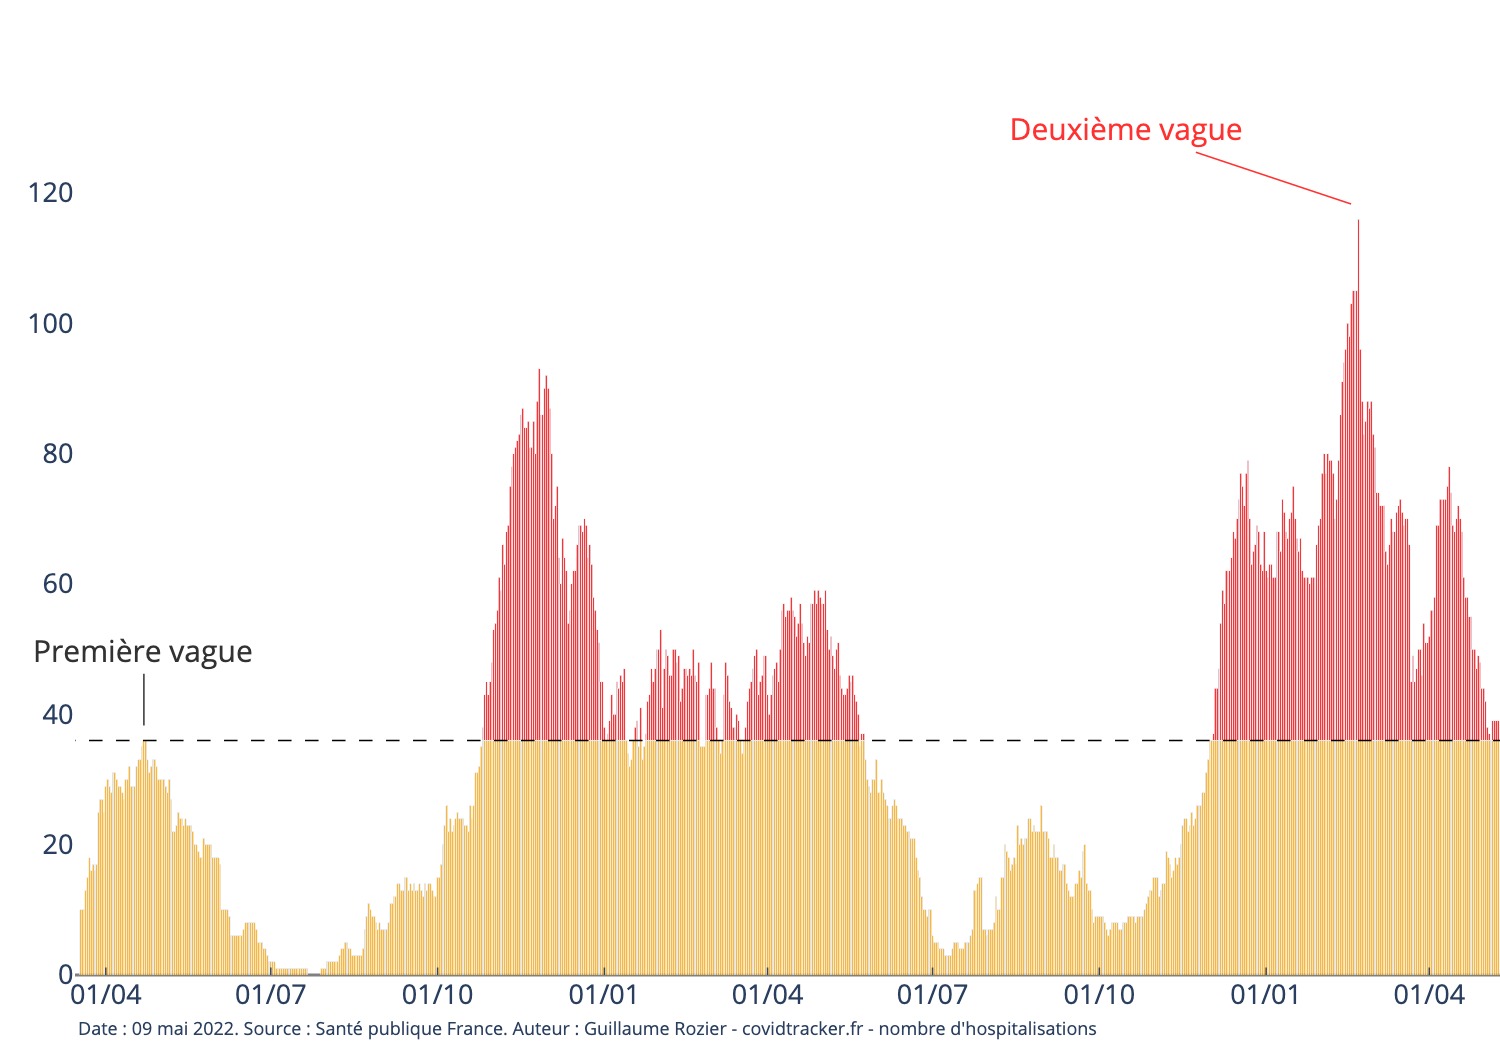 Deuxième vague
120
100
80
60
Première vague
40
20
0
01/04 01/07 01/10 01/01 01/04 01/07 01/10 01/01 01/04
Date : 09 mai 2022. Source : Santé publique France. Auteur : Guillaume Rozier - covidtracker.fr - nombre d'hospitalisations